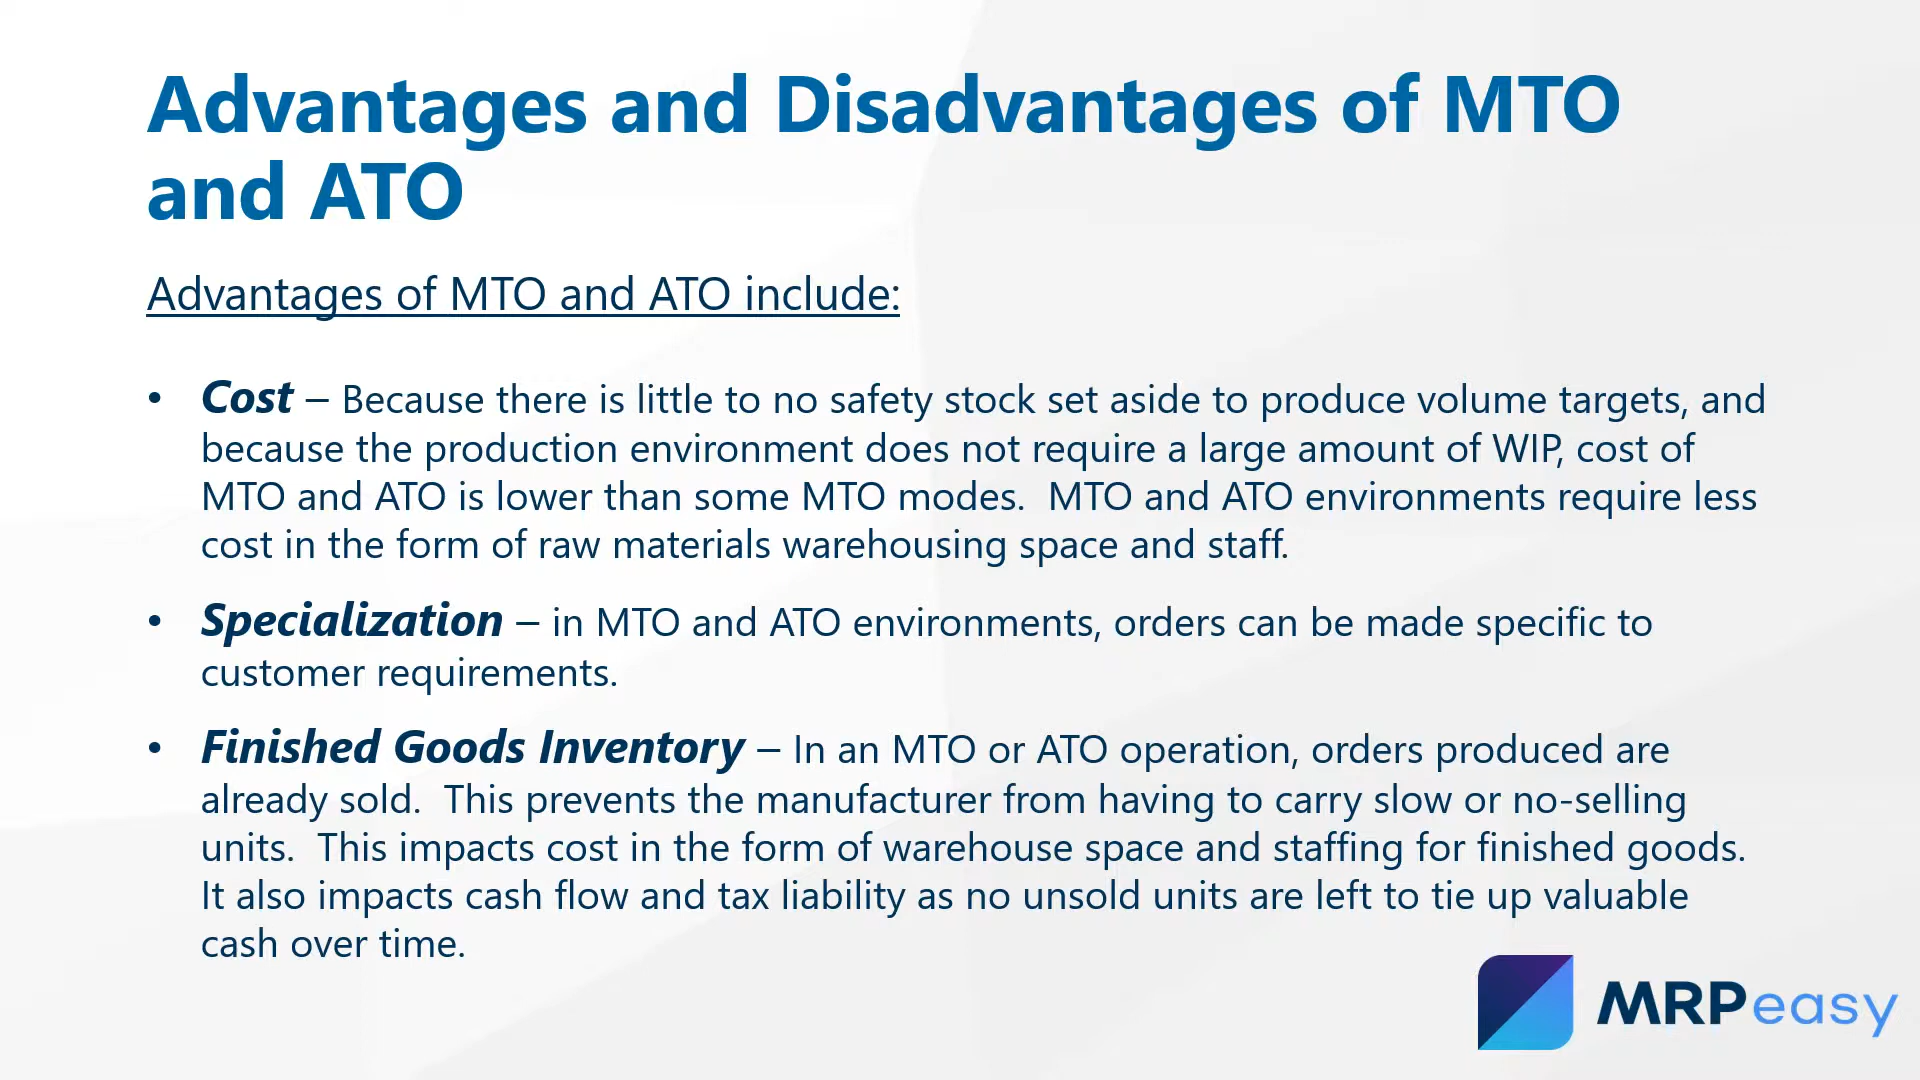 Advantages and Disadvantages of MTO
and ATO
Advantages of MTO and ATO include:
• Cost – Because there is little to no safety stock set aside to produce volume targets, and
because the production environment does not require a large amount of WIP, cost of
MTO and ATO is lower than some MTO modes.  MTO and ATO environments require less
cost in the form of raw materials warehousing space and staff.
• Specialization – in MTO and ATO environments, orders can be made specific to
customer requirements.
• Finished Goods Inventory – In an MTO or ATO operation, orders produced are
already sold.  This prevents the manufacturer from having to carry slow or no-selling
units.  This impacts cost in the form of warehouse space and staffing for finished goods.
It also impacts cash flow and tax liability as no unsold units are left to tie up valuable
cash over time.
MRPeasy